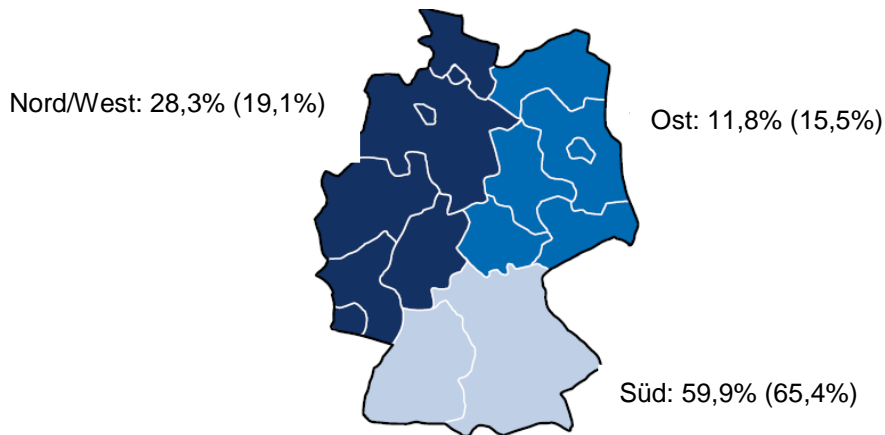 Nord/West: 28,3% (19,1%)
Ost: 11,8% (15,5%)
Süd: 59,9% (65,4%)